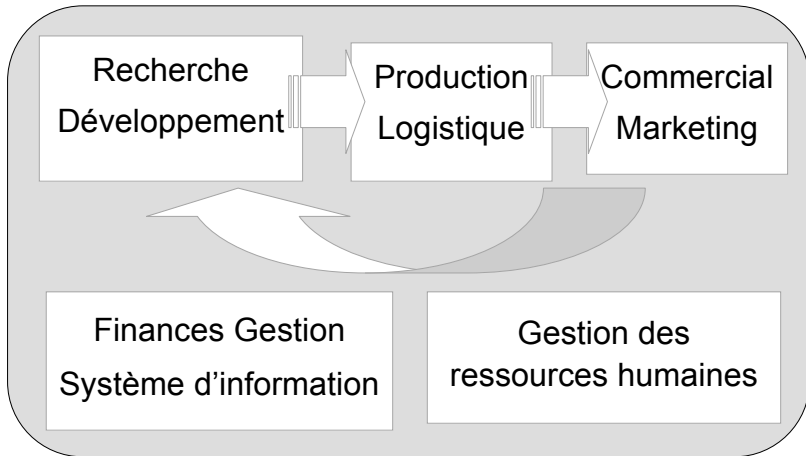 Recherche
Développement
Production
Logistique
Commercial
Marketing
Finances Gestion
Système d’information
Gestion des
ressources humaines